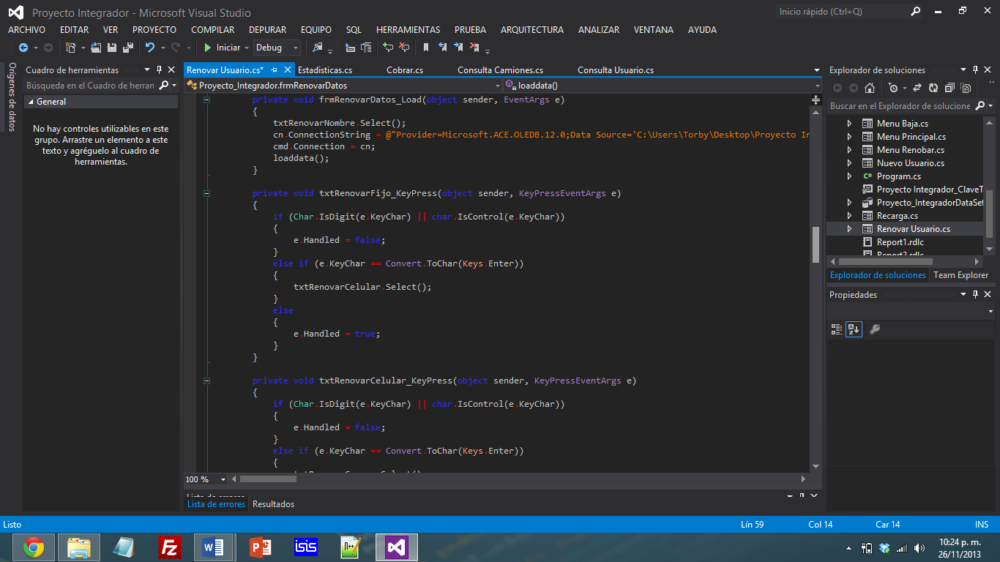 Proyecto Integrador - Microsoft Visual Studio
Inicio rápido (Ctrl+Q)
ARCHIVO EDITAR VER PROYECTO COMPILAR DEPURAR EQUIPO SQL HERRAMIENTAS PRUEBA ARQUITECTURA ANALIZAR VENTANA AYUDA
Iniciar Debug
Orígenes de datos
Cuadro de herramientas
Búsqueda en el Cuadro de herran
General
No hay controles utilizables en este
grupo. Arrastre un elemento a este
texto y agréguelo al cuadro de
herramientas.
Renovar Usuario.cs* Estadisticas.cs Cobrar.cs Consulta Camiones.cs Consulta Usuario.cs
Proyecto_Integrador.frmRenovarDatos loaddata()
private void frmRenovarDatos_Load(object sender, EventArgs e)
{
txtRenovarNombre.Select();
cn.ConnectionString = @"Provider=Microsoft.ACE.OLEDB.12.0;Data Source='C:\Users\Torby\Desktop\Proyecto In
cmd.Connection = cn;
loaddata();
}
private void txtRenovarFijo_KeyPress(object sender, KeyPressEventArgs e)
{
if (Char.IsDigit(e.KeyChar) || char.IsControl(e.KeyChar))
{
e.Handled = false;
}
else if (e.KeyChar == Convert.ToChar(Keys.Enter))
{
txtRenovarCelular.Select();
}
else
{
e.Handled = true;
}
}
private void txtRenovarCelular_KeyPress(object sender, KeyPressEventArgs e)
{
if (Char.IsDigit(e.KeyChar) || char.IsControl(e.KeyChar))
{
e.Handled = false;
}
else if (e.KeyChar == Convert.ToChar(Keys.Enter))
{
100 %
Lista de errores
Lista de errores Resultados
Explorador de soluciones
Buscar en el Explorador de solucione
Menu Baja.cs
Menu Principal.cs
Menu Renobar.cs
Nuevo Usuario.cs
C# Program.cs
Proyecto Integrador_ClaveT
Proyecto_IntegradorDataSet
Recarga.cs
Renovar Usuario.cs
Report1.rdlc
Report2.rdlc
Explorador de soluciones Team Explorer
Propiedades
Listo Lín 59 Col 14 Car 14 INS
isis
10:24 p. m.
26/11/2013